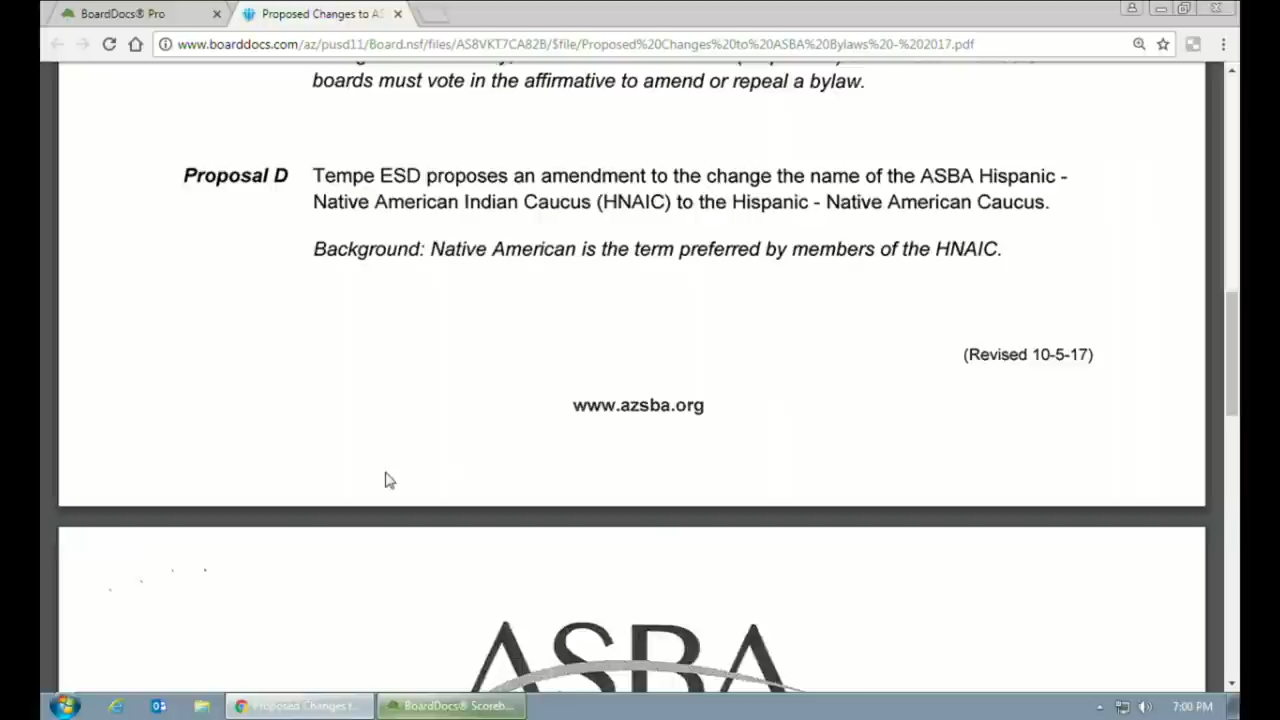 BoardDocs® Pro
Proposed Changes to AS
www.boarddocs.com/az/pusd11/Board.nsf/files/AS8VKT7CA82B/$file/Proposed%20Changes%20to%20ASBA%20Bylaws%20-%202017.pdf
boards must vote in the affirmative to amend or repeal a bylaw.
Proposal D Tempe ESD proposes an amendment to the change the name of the ASBA Hispanic -
Native American Indian Caucus (HNAIC) to the Hispanic - Native American Caucus.
Background: Native American is the term preferred by members of the HNAIC.
(Revised 10-5-17)
www.azsba.org
ASBA
Proposed Changes t...
BoardDocs® Scoreb...
7:00 PM